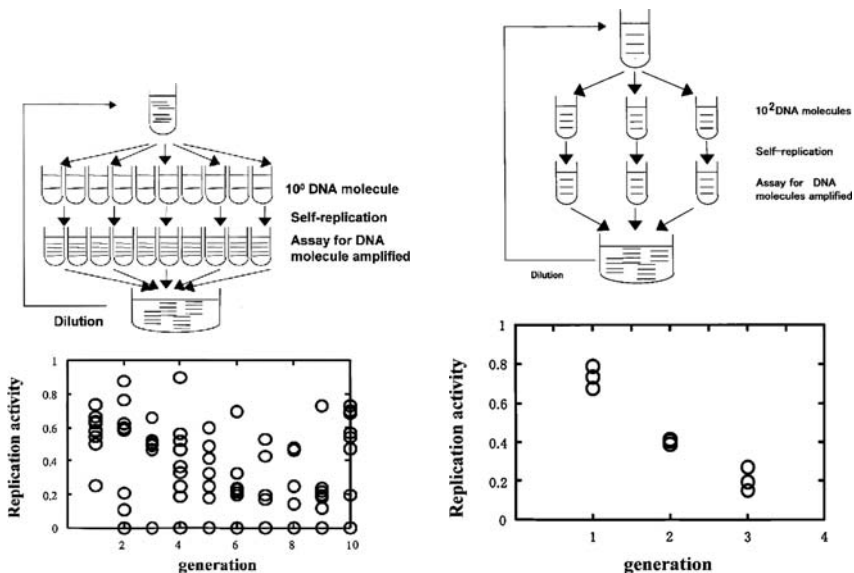 10⁰ DNA molecule
Self-replication
Assay for DNA
molecule amplified
Dilution
Replication activity
1
0.8
0.6
0.4
0.2
0
2 4 6 8 10
generation
10² DNA molecules
Self-replication
Assay for DNA
molecules amplified
Dilution
Replication activity
1
0.8
0.6
0.4
0.2
0
1 2 3 4
generation